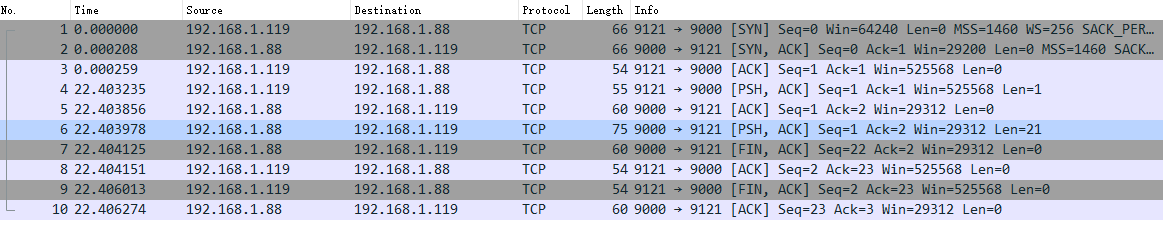 No. Time Source Destination Protocol Length Info
1 0.000000 192.168.1.119 192.168.1.88 TCP 66 9121 → 9000 [SYN] Seq=0 Win=64240 Len=0 MSS=1460 WS=256 SACK_PER…
2 0.000208 192.168.1.88 192.168.1.119 TCP 66 9000 → 9121 [SYN, ACK] Seq=0 Ack=1 Win=29200 Len=0 MSS=1460 SACK…
3 0.000259 192.168.1.119 192.168.1.88 TCP 54 9121 → 9000 [ACK] Seq=1 Ack=1 Win=525568 Len=0
4 22.403235 192.168.1.119 192.168.1.88 TCP 55 9121 → 9000 [PSH, ACK] Seq=1 Ack=1 Win=525568 Len=1
5 22.403856 192.168.1.88 192.168.1.119 TCP 60 9000 → 9121 [ACK] Seq=1 Ack=2 Win=29312 Len=0
6 22.403978 192.168.1.88 192.168.1.119 TCP 75 9000 → 9121 [PSH, ACK] Seq=1 Ack=2 Win=29312 Len=21
7 22.404125 192.168.1.88 192.168.1.119 TCP 60 9000 → 9121 [FIN, ACK] Seq=22 Ack=2 Win=29312 Len=0
8 22.404151 192.168.1.119 192.168.1.88 TCP 54 9121 → 9000 [ACK] Seq=2 Ack=23 Win=525568 Len=0
9 22.406013 192.168.1.119 192.168.1.88 TCP 54 9121 → 9000 [FIN, ACK] Seq=2 Ack=23 Win=525568 Len=0
10 22.406274 192.168.1.88 192.168.1.119 TCP 60 9000 → 9121 [ACK] Seq=23 Ack=3 Win=29312 Len=0